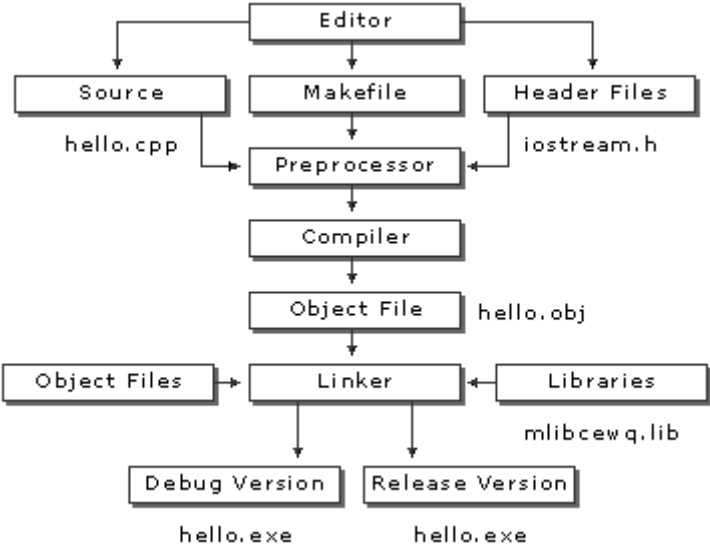 Editor
Source
Makefile
Header Files
hello.cpp
iostream.h
Preprocessor
Compiler
Object File
hello.obj
Object Files
Linker
Libraries
mlibcewq.lib
Debug Version
Release Version
hello.exe
hello.exe